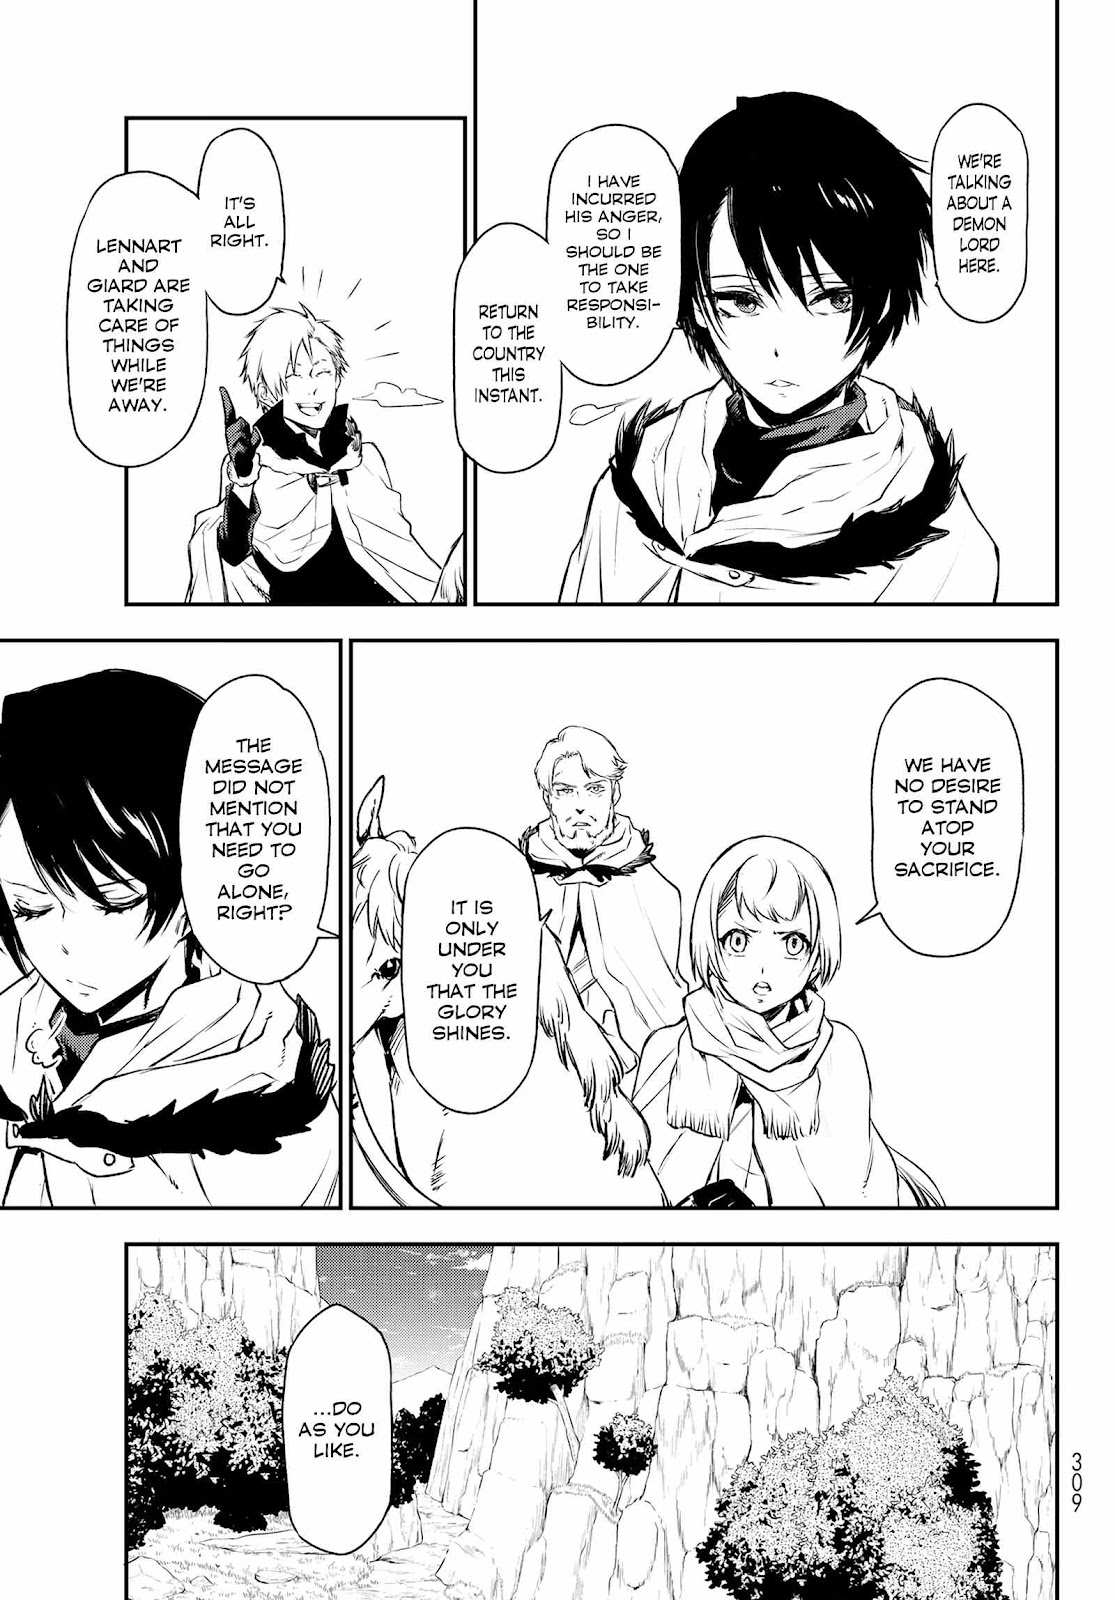 WE'RE
TALKING
ABOUT A
DEMON
LORD
HERE.
I HAVE
INCURRED
HIS ANGER,
SO I
SHOULD BE
THE ONE
TO TAKE
RESPONSI-
BILITY.
RETURN
TO THE
COUNTRY
THIS
INSTANT.
IT'S
ALL
RIGHT.
LENNART
AND
GIARD ARE
TAKING
CARE OF
THINGS
WHILE
WE'RE
AWAY.
WE HAVE
NO DESIRE
TO STAND
ATOP
YOUR
SACRIFICE.
IT IS
ONLY
UNDER
YOU
THAT THE
GLORY
SHINES.
THE
MESSAGE
DID NOT
MENTION
THAT YOU
NEED TO
GO
ALONE,
RIGHT?
...DO
AS YOU
LIKE.
309